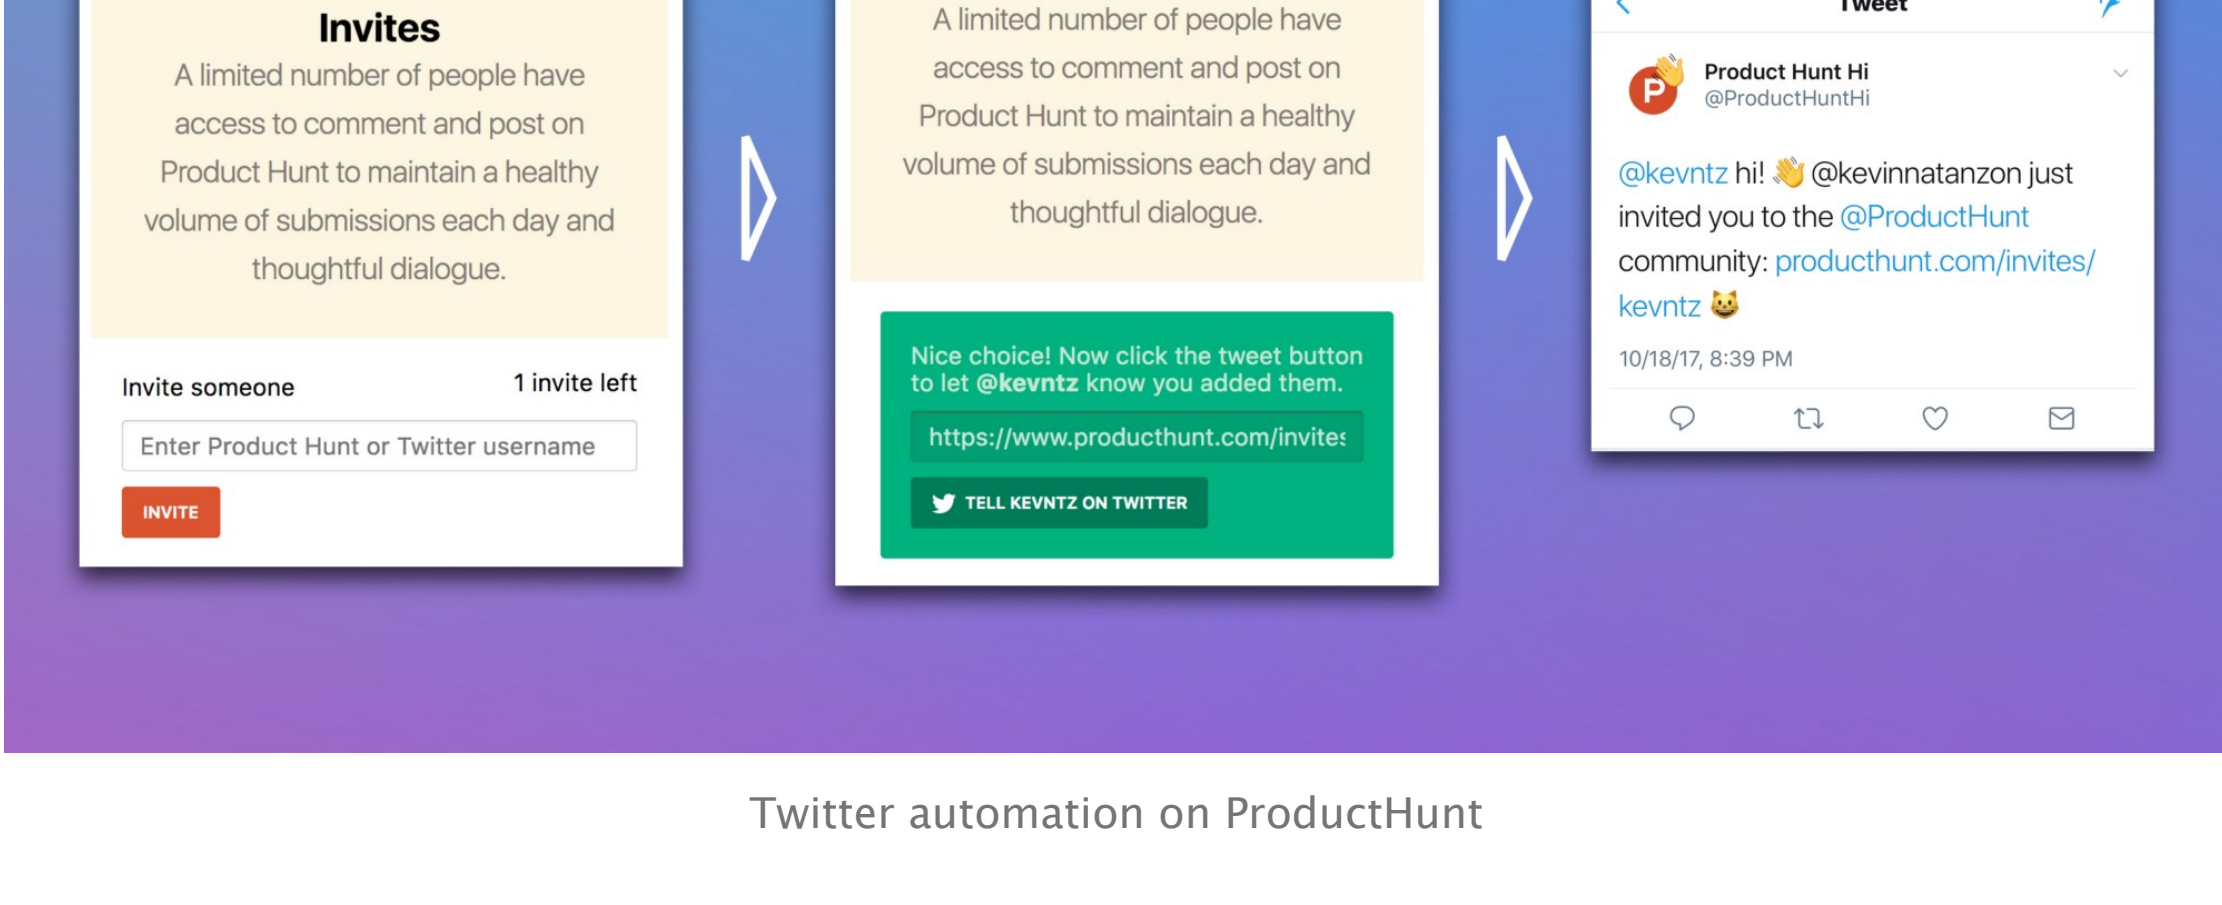 Invites
A limited number of people have
access to comment and post on
Product Hunt to maintain a healthy
volume of submissions each day and
thoughtful dialogue.
Invite someone
1 invite left
Enter Product Hunt or Twitter username
INVITE
A limited number of people have
access to comment and post on
Product Hunt to maintain a healthy
volume of submissions each day and
thoughtful dialogue.
Nice choice! Now click the tweet button
to let @kevntz know you added them.
https://www.producthunt.com/invites
TELL KEVNTZ ON TWITTER
Tweet
P
Product Hunt Hi
@ProductHuntHi
@kevntz hi! 👋 @kevinnatanzon just
invited you to the @ProductHunt
community: producthunt.com/invites/
kevntz 😺
10/18/17, 8:39 PM
Twitter automation on ProductHunt